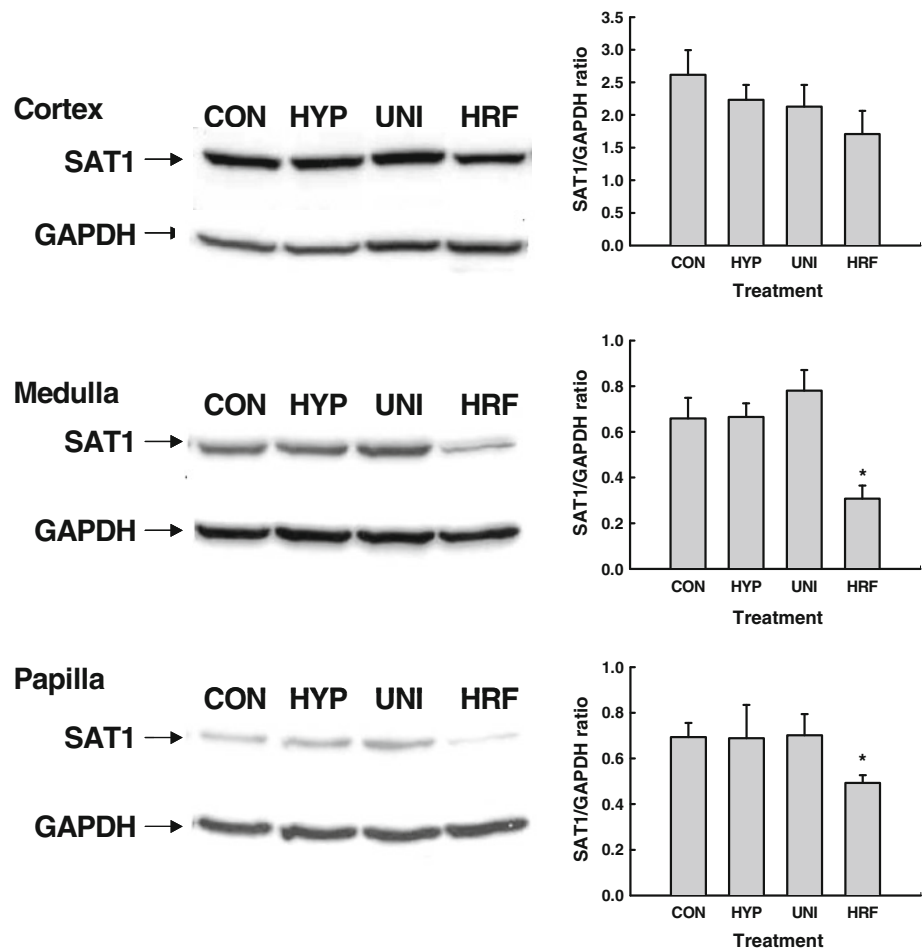 Cortex
CON HYP UNI HRF
SAT1
GAPDH
SAT1/GAPDH ratio
3.5
3.0
2.5
2.0
1.5
1.0
0.5
0.0
CON HYP UNI HRF
Treatment
Medulla
CON HYP UNI HRF
SAT1
GAPDH
SAT1/GAPDH ratio
1.0
0.8
0.6
0.4
0.2
0.0
*
CON HYP UNI HRF
Treatment
Papilla
CON HYP UNI HRF
SAT1
GAPDH
SAT1/GAPDH ratio
1.0
0.8
0.6
0.4
0.2
0.0
*
CON HYP UNI HRF
Treatment